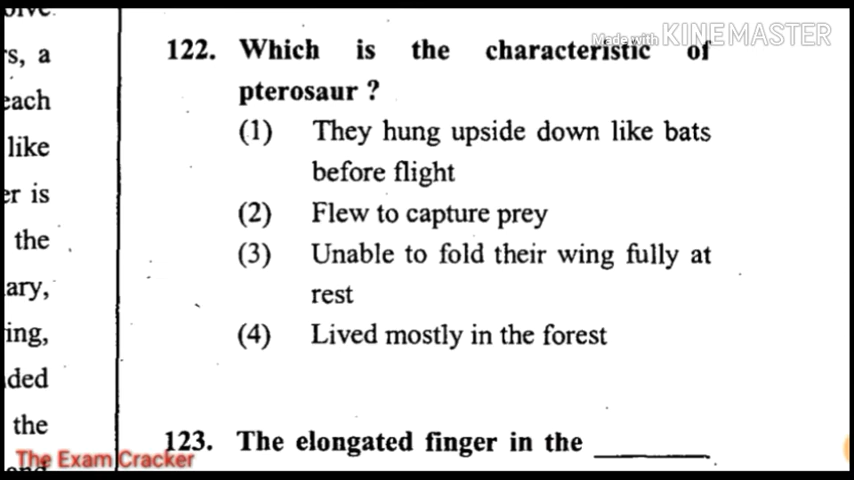 Made with KINEMASTER
rs, a
each
like
er is
the
ary,
ing,
ded
the
122. Which is the characteristic of
pterosaur ?
(1) They hung upside down like bats
before flight
(2) Flew to capture prey
(3) Unable to fold their wing fully at
rest
(4) Lived mostly in the forest
123. The elongated finger in the ________
The Exam Cracker